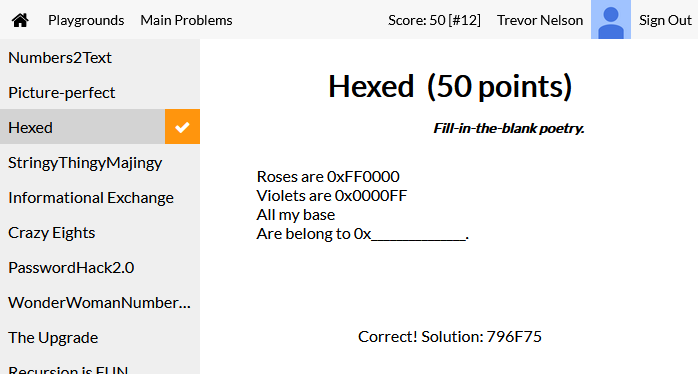 Playgrounds Main Problems Score: 50 [#12] Trevor Nelson Sign Out
Numbers2Text
Picture-perfect
Hexed
StringyThingyMajingy
Informational Exchange
Crazy Eights
PasswordHack2.0
WonderWomanNumber...
The Upgrade
Recursion is FUN
Hexed (50 points)
Fill-in-the-blank poetry.
Roses are 0xFF0000
Violets are 0x0000FF
All my base
Are belong to 0x_______________.
Correct! Solution: 796F75